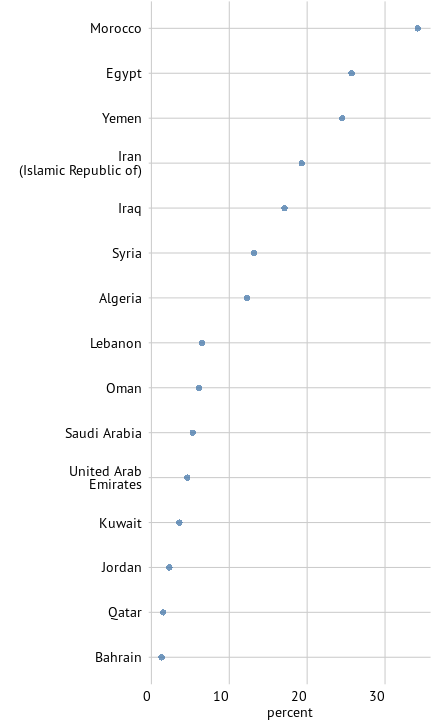 Morocco
Egypt
Yemen
Iran
(Islamic Republic of)
Iraq
Syria
Algeria
Lebanon
Oman
Saudi Arabia
United Arab
Emirates
Kuwait
Jordan
Qatar
Bahrain
0 10 20 30
percent